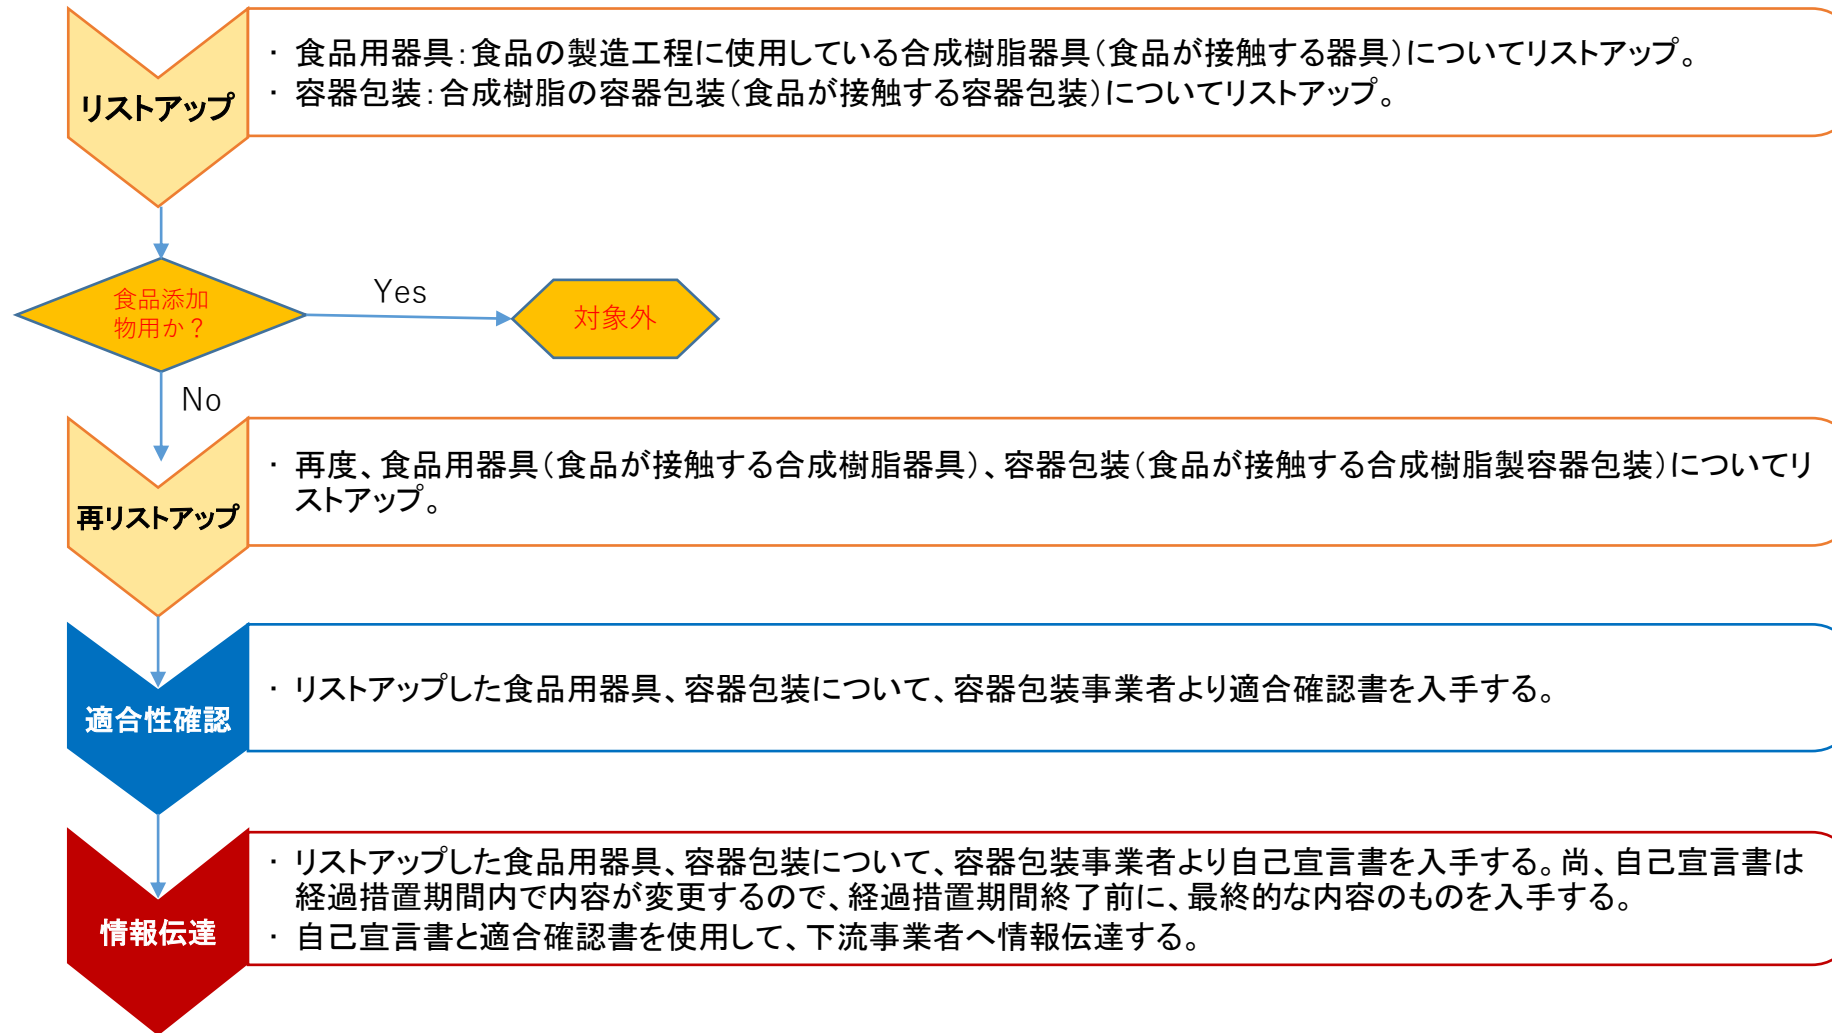 ・ 食品用器具：食品の製造工程に使用している合成樹脂器具（食品が接触する器具）についてリストアップ。
・ 容器包装：合成樹脂の容器包装（食品が接触する容器包装）についてリストアップ。
リストアップ
食品添加
物用か？
Yes
対象外
No
・ 再度、食品用器具（食品が接触する合成樹脂器具）、容器包装（食品が接触する合成樹脂製容器包装）についてリ
ストアップ。
再リストアップ
・ リストアップした食品用器具、容器包装について、容器包装事業者より適合確認書を入手する。
適合性確認
・ リストアップした食品用器具、容器包装について、容器包装事業者より自己宣言書を入手する。尚、自己宣言書は
経過措置期間内で内容が変更するので、経過措置期間終了前に、最終的な内容のものを入手する。
・ 自己宣言書と適合確認書を使用して、下流事業者へ情報伝達する。
情報伝達